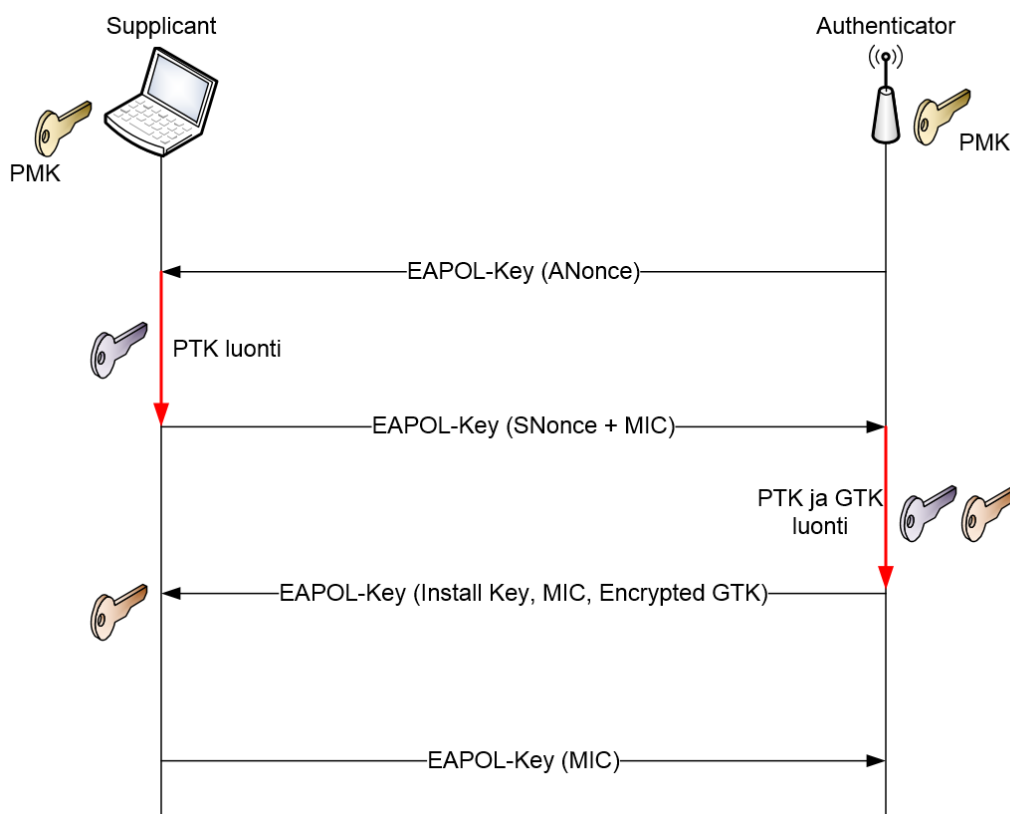 Supplicant
Authenticator
PMK
PMK
EAPOL-Key (ANonce)
PTK luonti
EAPOL-Key (SNonce + MIC)
PTK ja GTK
luonti
EAPOL-Key (Install Key, MIC, Encrypted GTK)
EAPOL-Key (MIC)